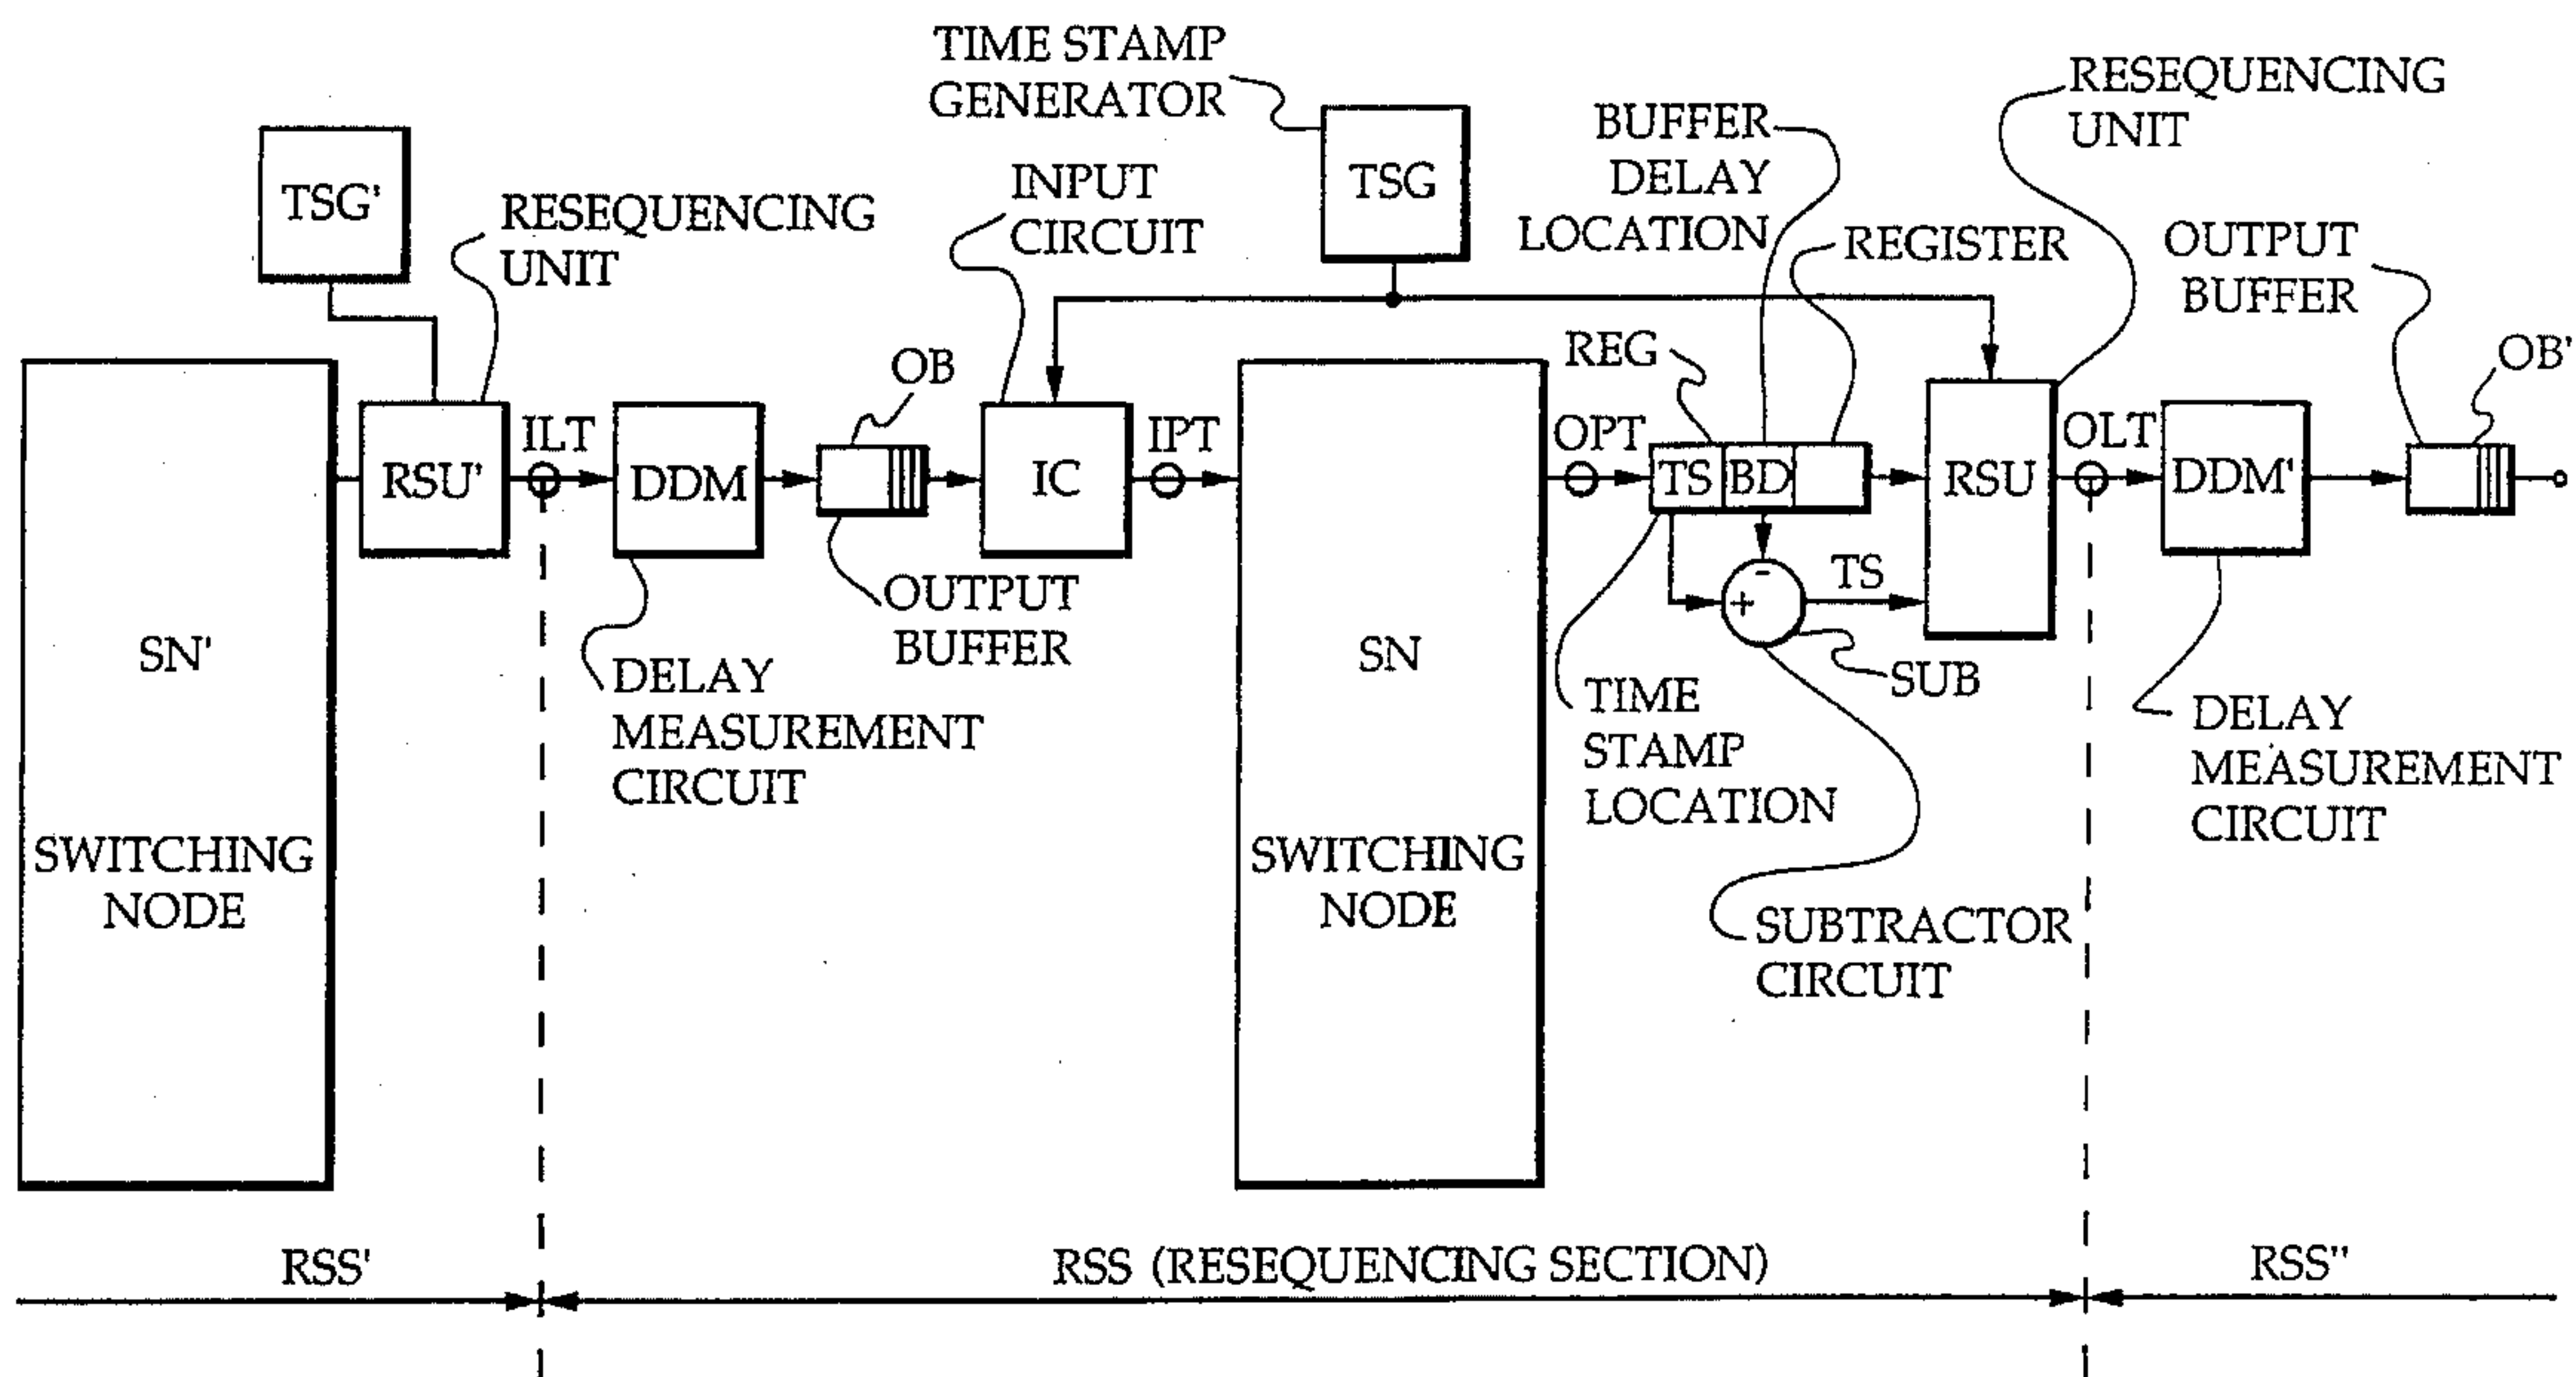 TIME STAMP
GENERATOR
TSG
RESEQUENCING
UNIT
BUFFER
DELAY
LOCATION
TSG'
RESEQUENCING
UNIT
INPUT
CIRCUIT
REGISTER
OUTPUT
BUFFER
REG
OB
OB'
ILT
IPT
OPT
OLT
RSU'
DDM
IC
TS
BD
RSU
DDM'
-
+
TS
OUTPUT
BUFFER
SN'
SN
SUB
DELAY
MEASUREMENT
CIRCUIT
TIME
STAMP
LOCATION
DELAY
MEASUREMENT
CIRCUIT
SWITCHING
NODE
SWITCHING
NODE
SUBTRACTOR
CIRCUIT
RSS'
RSS (RESEQUENCING SECTION)
RSS"